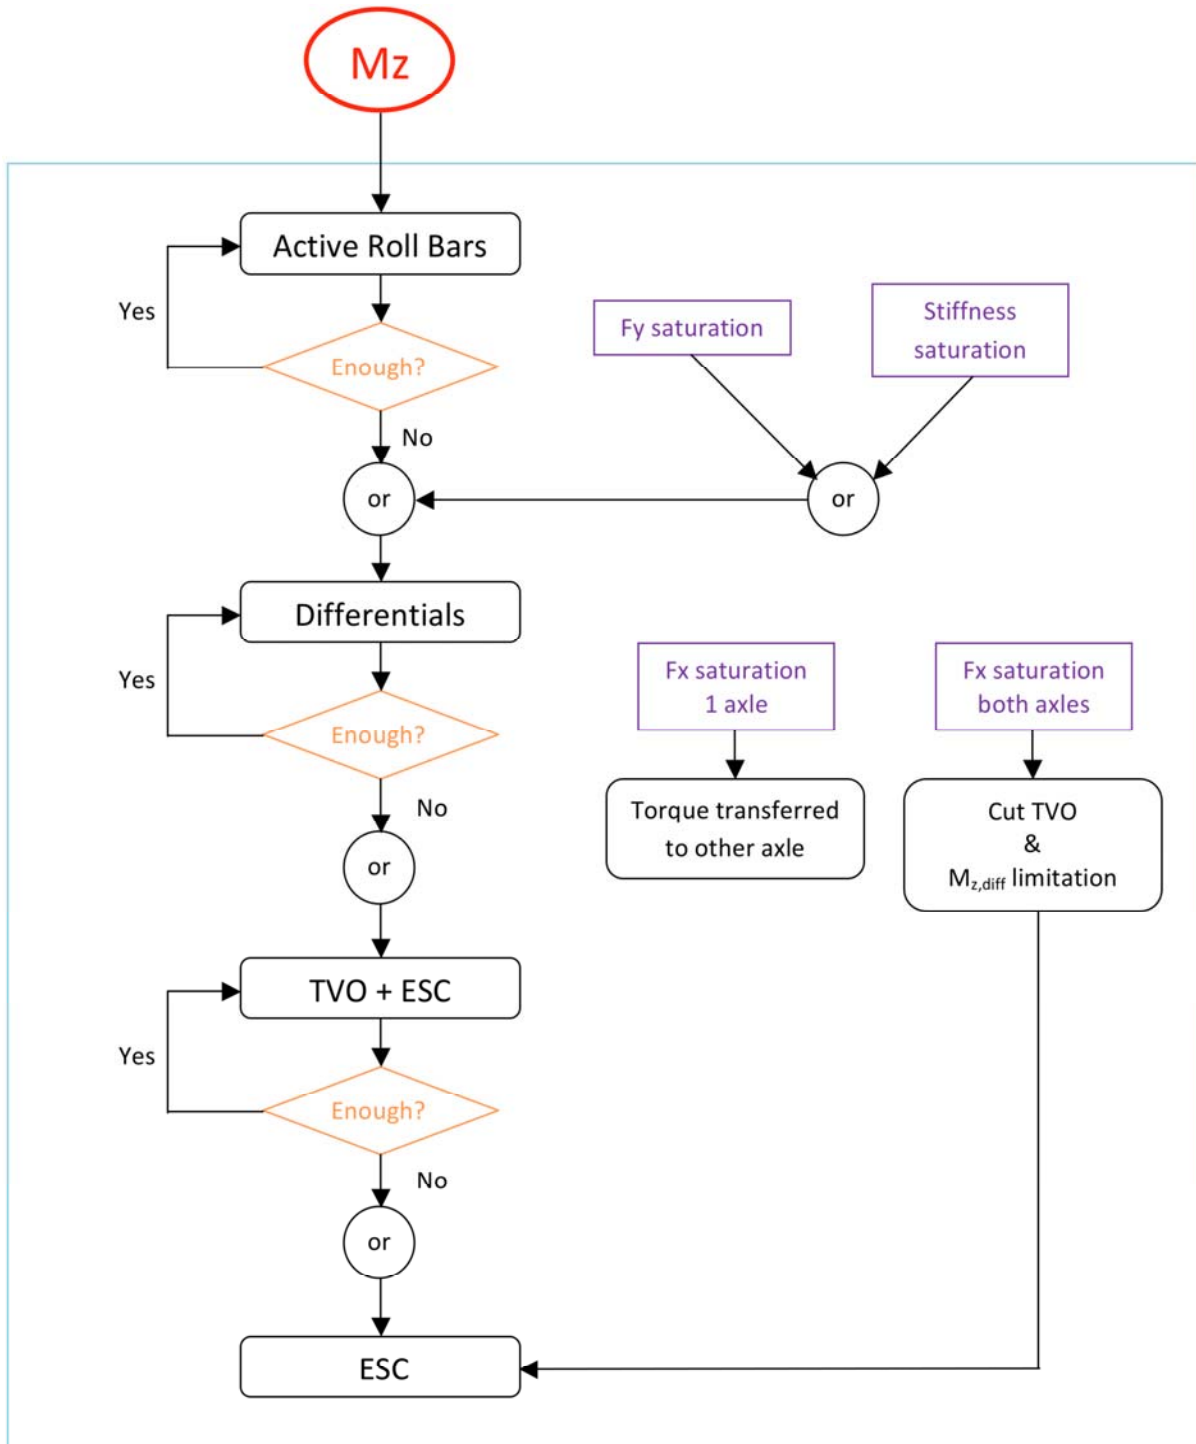 Mz
Active Roll Bars
Yes
Enough?
Fy saturation
Stiffness
saturation
No
or
or
Differentials
Yes
Enough?
Fx saturation
1 axle
Fx saturation
both axles
No
Torque transferred
to other axle
Cut TVO
&
Mz,diff limitation
or
TVO + ESC
Yes
Enough?
No
or
ESC